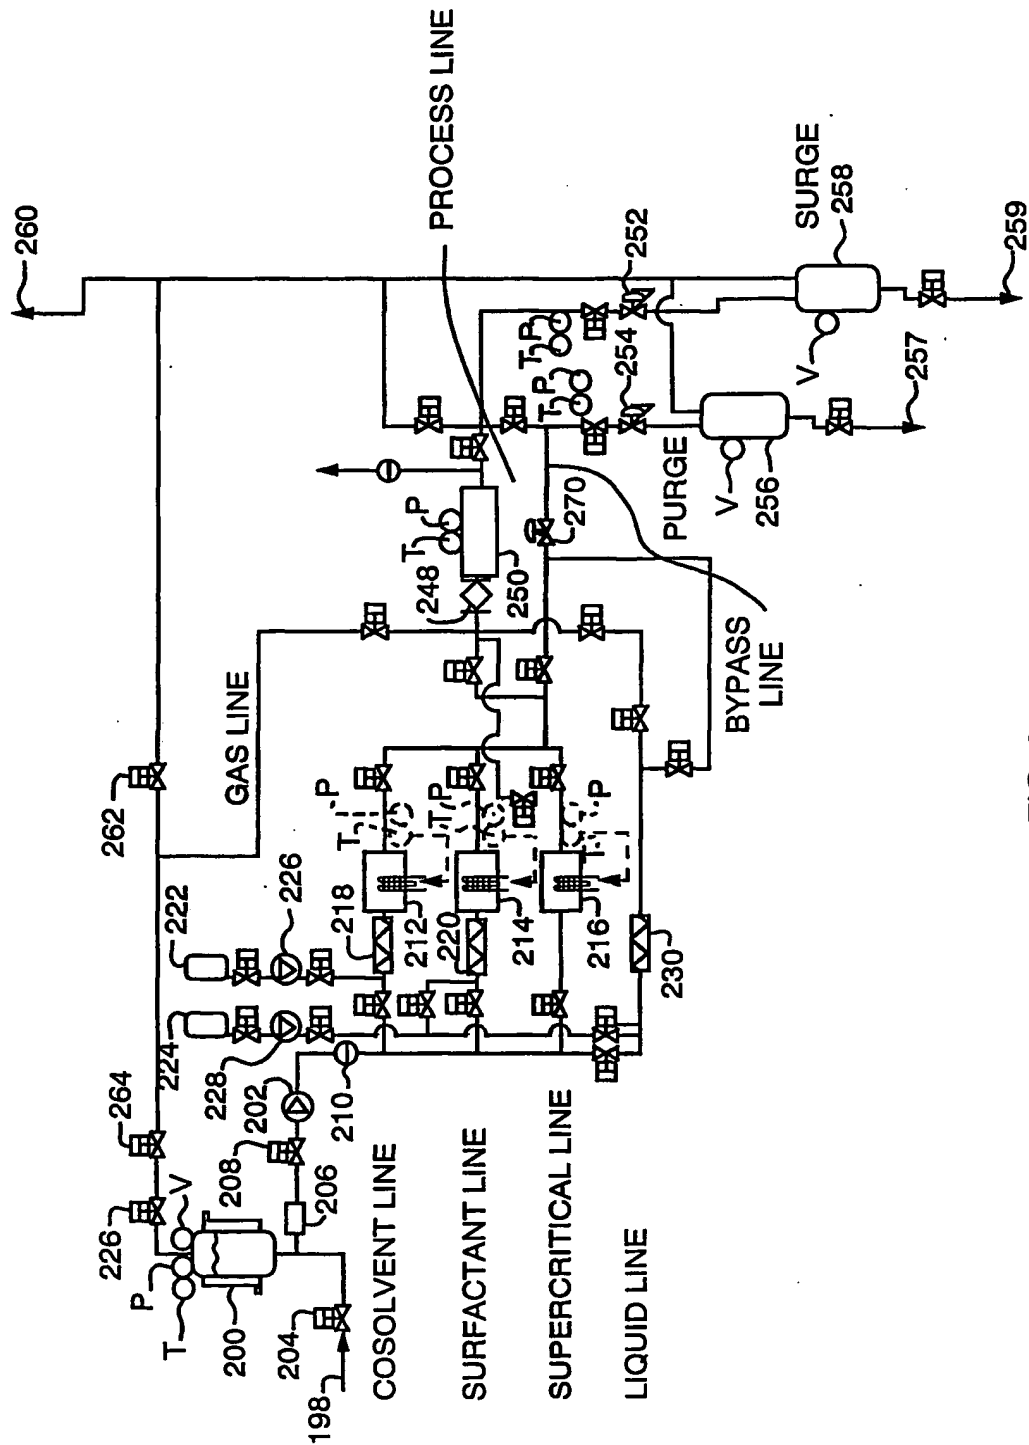 260
226
264
262
P
T
V
224
222
228
200
208
202
GAS LINE
204
226
198
206
210
218
T
P
COSOLVENT LINE
212
T
P
248
PROCESS LINE
220
T
P
SURFACTANT LINE
214
250
T
P
T
P
SUPERCRITICAL LINE
216
T
P
270
254
252
LIQUID LINE
230
PURGE
BYPASS
LINE
V
256
V
SURGE
258
257
259